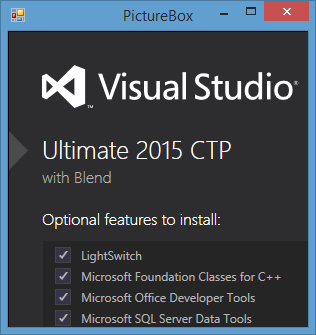 PictureBox
Visual Studio®
™
Ultimate 2015 CTP
with Blend
Optional features to install:
LightSwitch
Microsoft Foundation Classes for C++
Microsoft Office Developer Tools
Microsoft SQL Server Data Tools